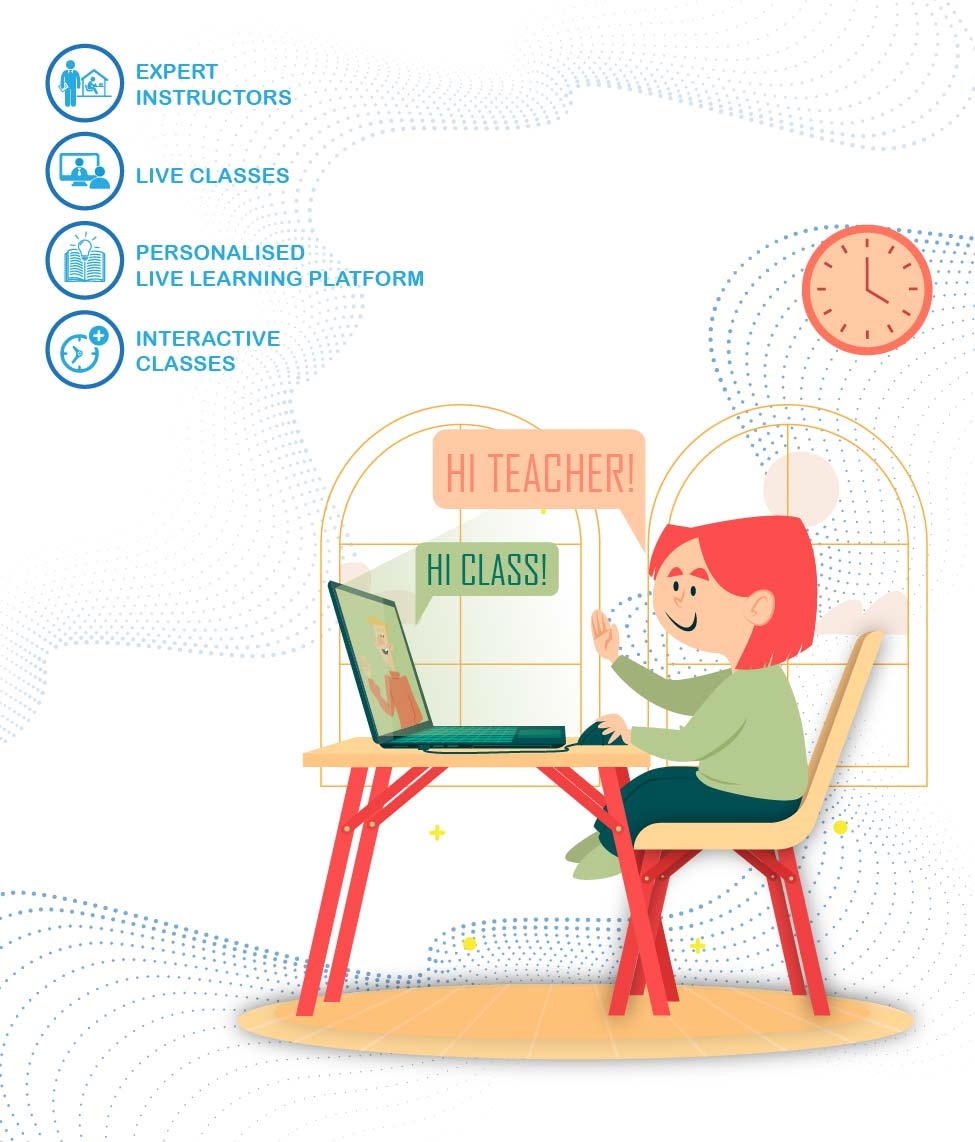 EXPERT
INSTRUCTORS
LIVE CLASSES
PERSONALISED
LIVE LEARNING PLATFORM
INTERACTIVE
CLASSES
HI TEACHER!
HI CLASS!